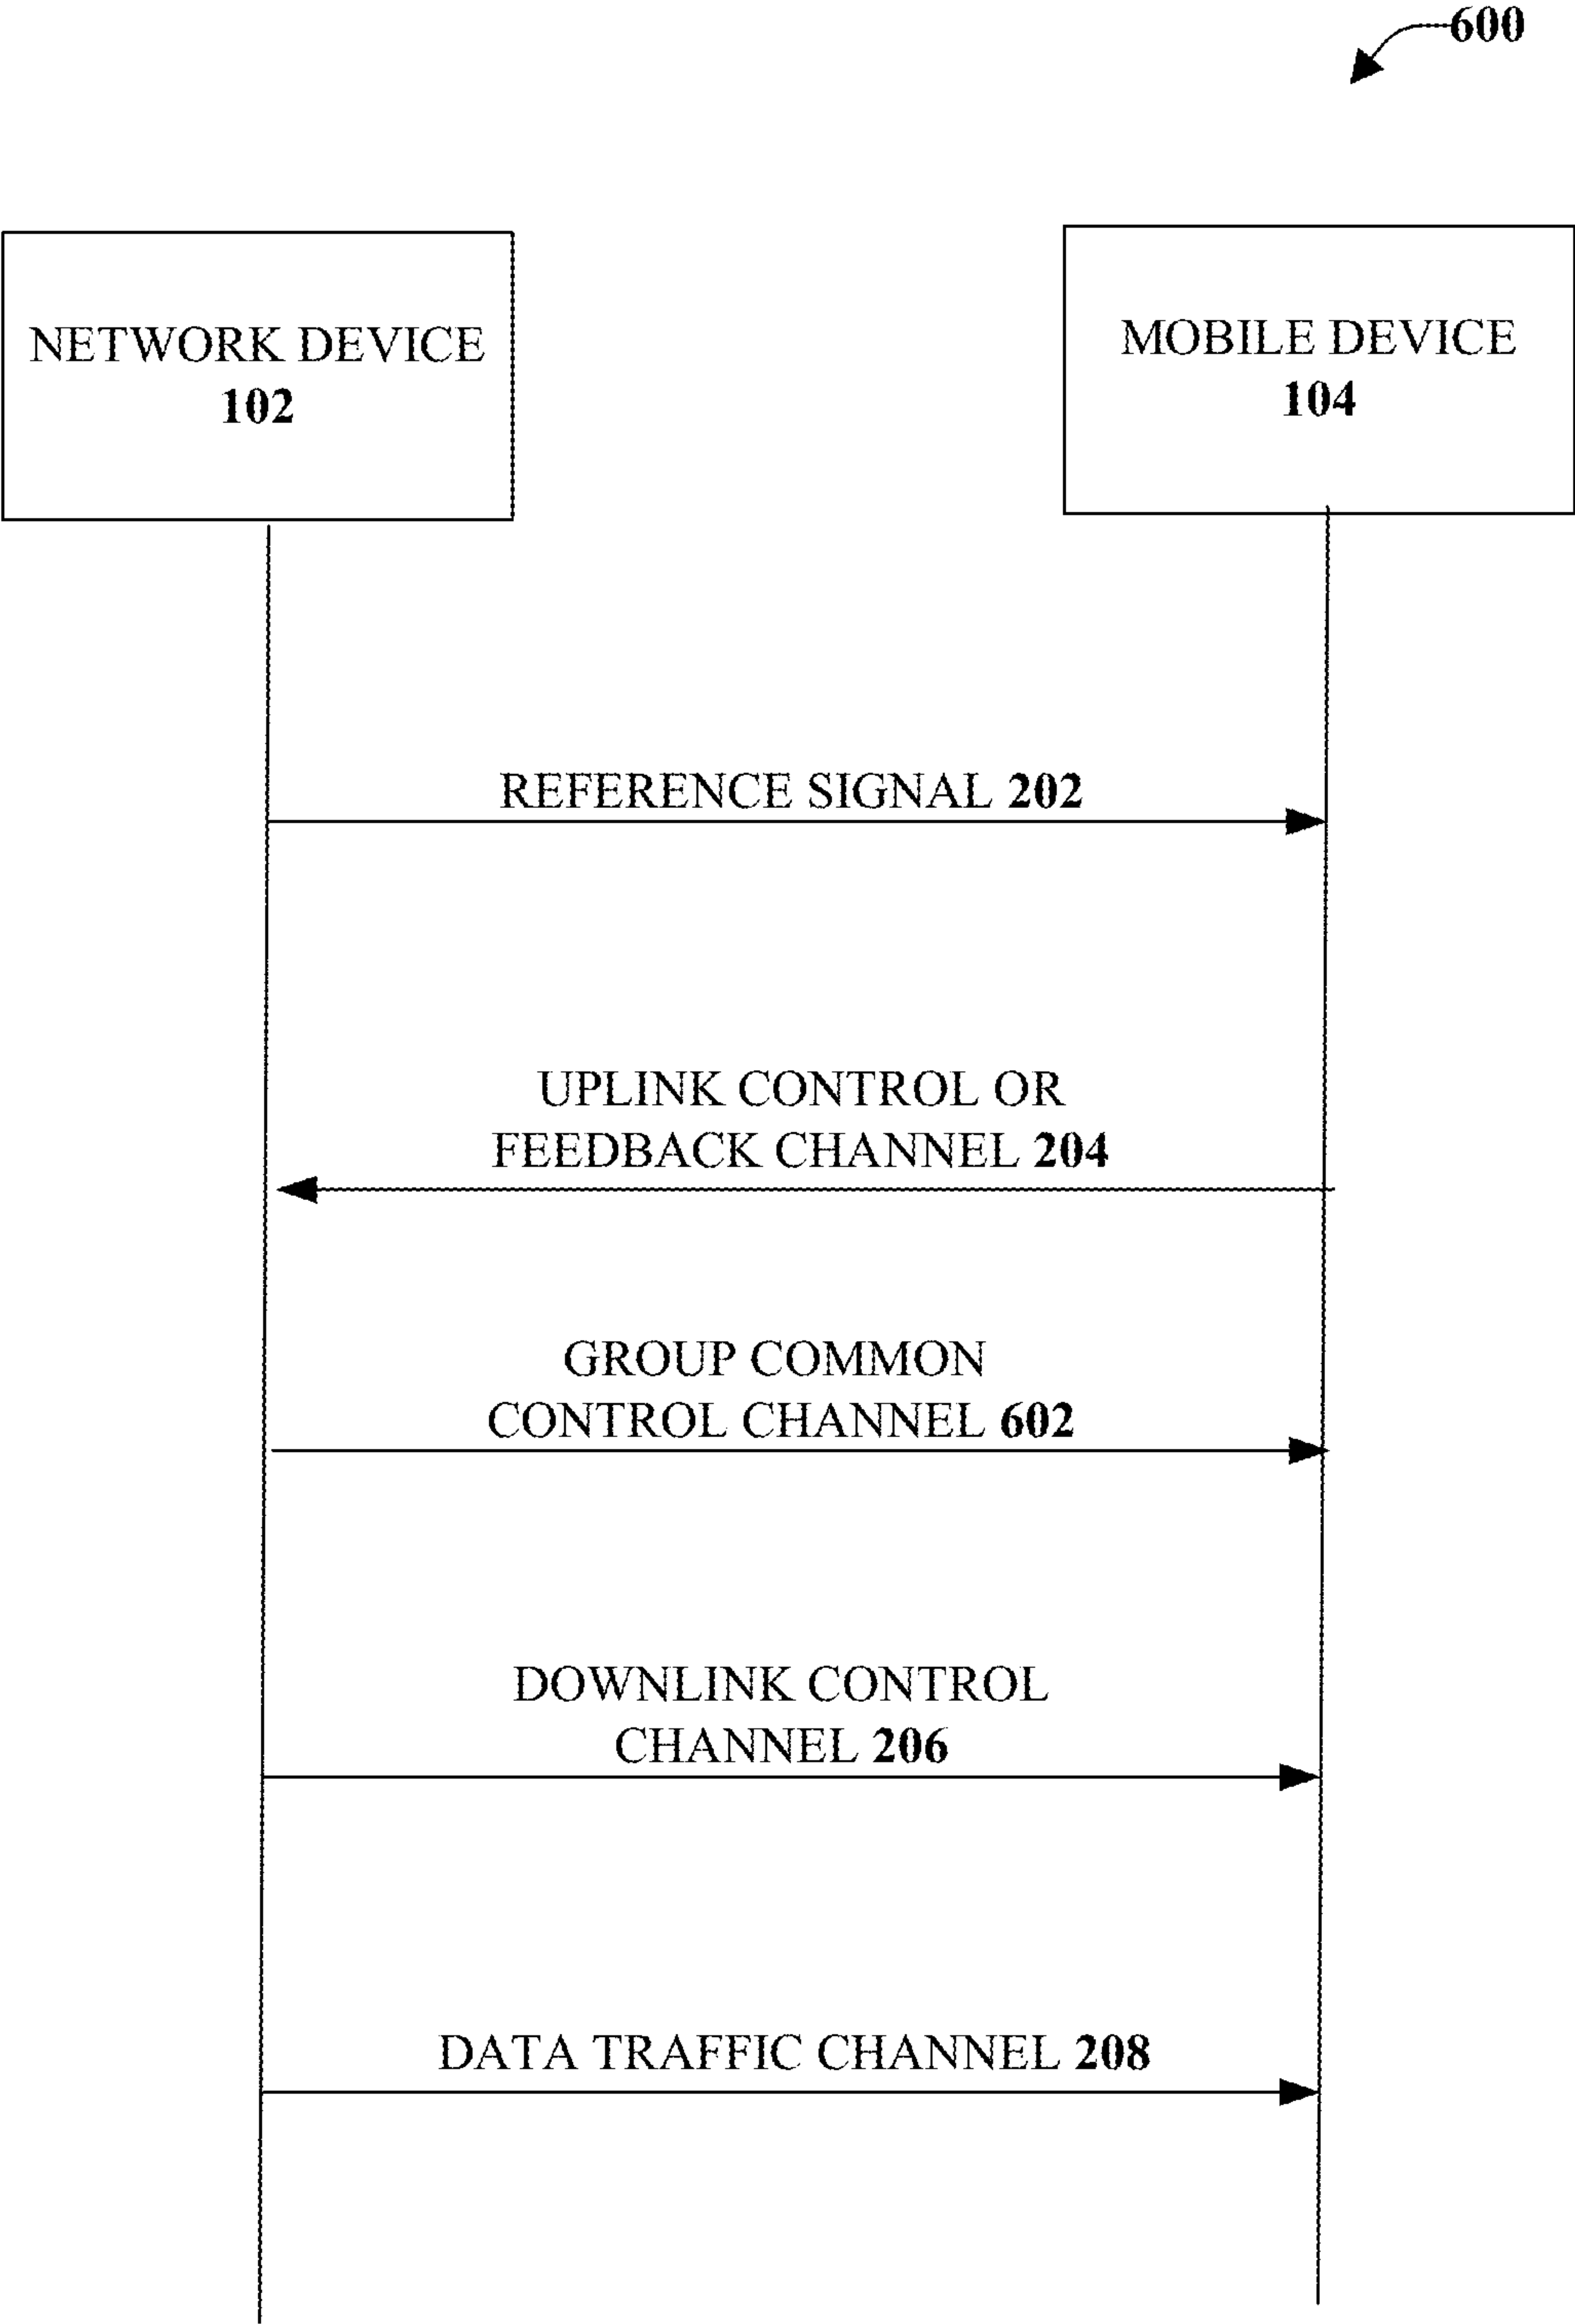 600
NETWORK DEVICE
102
MOBILE DEVICE
104
REFERENCE SIGNAL 202
UPLINK CONTROL OR
FEEDBACK CHANNEL 204
GROUP COMMON
CONTROL CHANNEL 602
DOWNLINK CONTROL
CHANNEL 206
DATA TRAFFIC CHANNEL 208